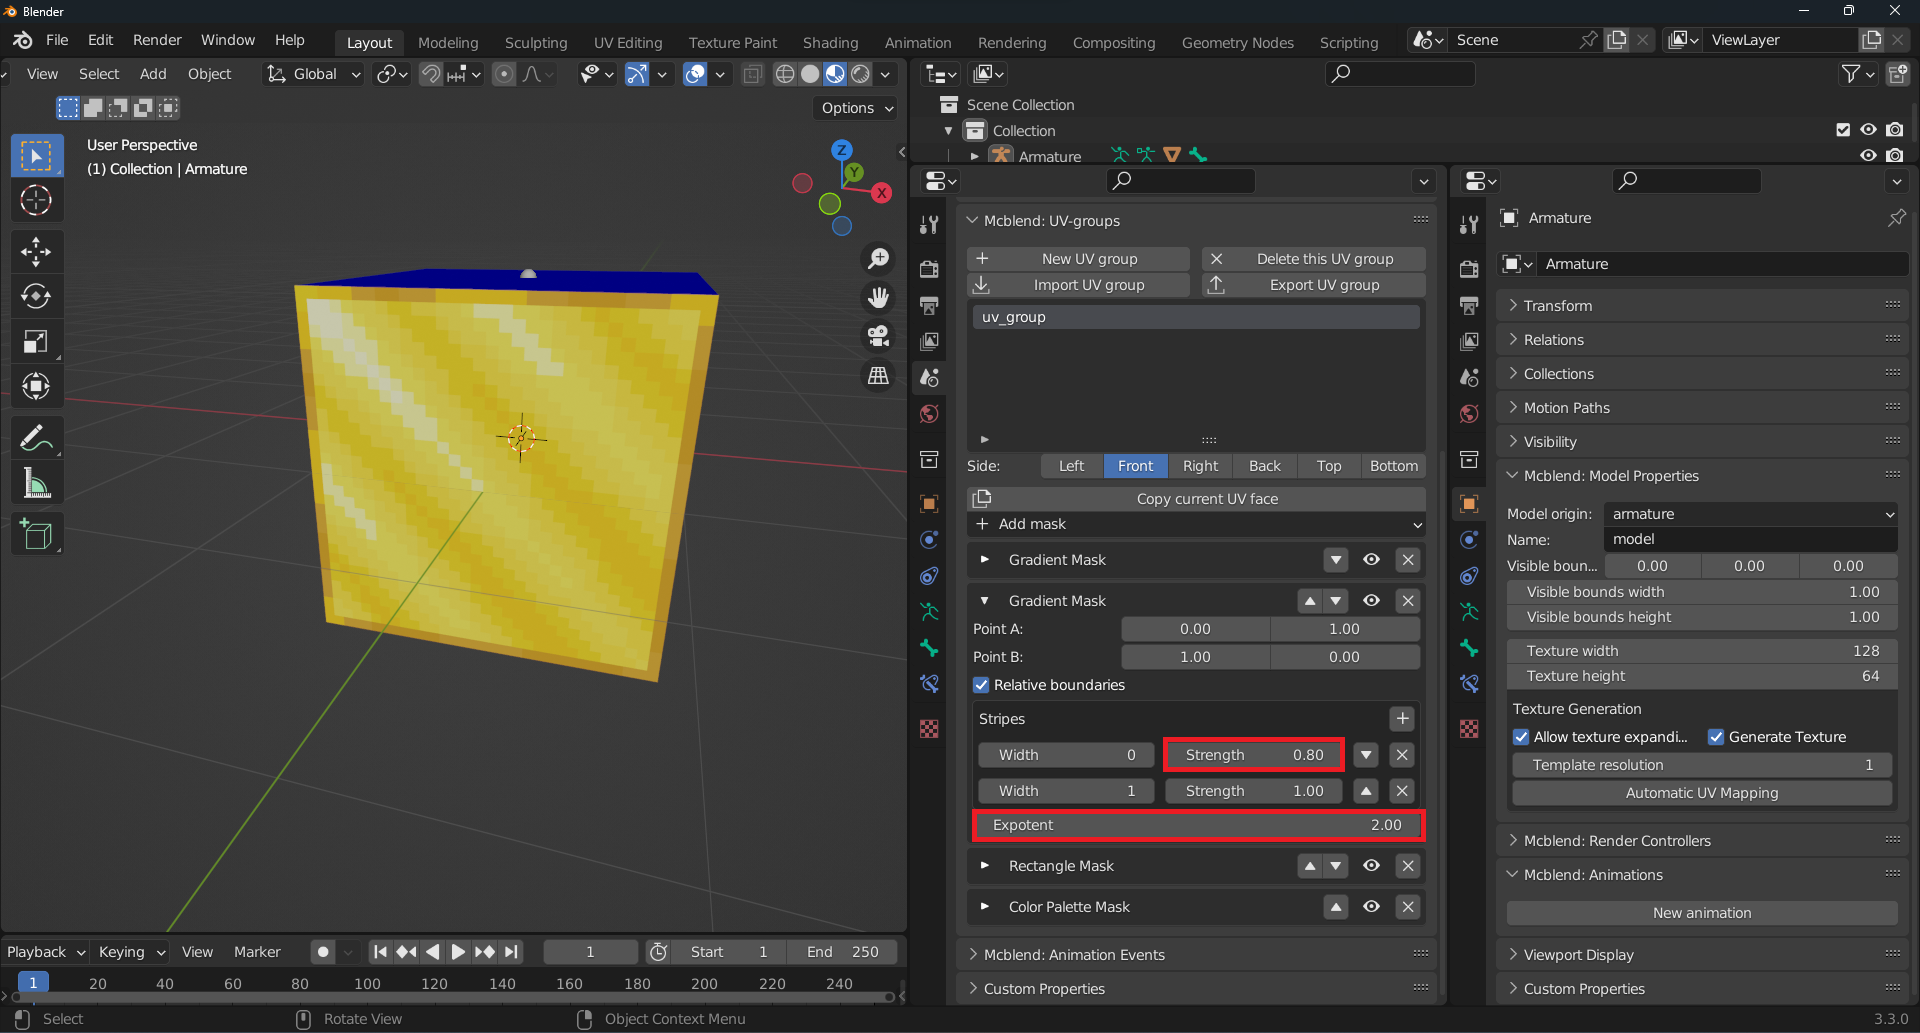 Blender
File Edit Render Window Help Layout Modeling Sculpting UV Editing Texture Paint Shading Animation Rendering Compositing Geometry Nodes Scripting Scene ViewLayer
View Select Add Object Global
Options
User Perspective
(1) Collection | Armature
Z
Y
X
Scene Collection
Collection
Armature
Mcblend: UV-groups
New UV group Delete this UV group
Import UV group Export UV group
uv_group
Side: Left Front Right Back Top Bottom
Copy current UV face
Add mask
Gradient Mask
Gradient Mask
Point A: 0.00 1.00
Point B: 1.00 0.00
Relative boundaries
Stripes
Width 0 Strength 0.80
Width 1 Strength 1.00
Expotent 2.00
Rectangle Mask
Color Palette Mask
Mcblend: Animation Events
Custom Properties
Armature
Armature
Transform
Relations
Collections
Motion Paths
Visibility
Mcblend: Model Properties
Model origin: armature
Name: model
Visible boun... 0.00 0.00 0.00
Visible bounds width 1.00
Visible bounds height 1.00
Texture width 128
Texture height 64
Texture Generation
Allow texture expandi... Generate Texture
Template resolution 1
Automatic UV Mapping
Mcblend: Render Controllers
Mcblend: Animations
New animation
Viewport Display
Custom Properties
Playback Keying View Marker 1 Start 1 End 250
1 20 40 60 80 100 120 140 160 180 200 220 240
Select Rotate View Object Context Menu 3.3.0